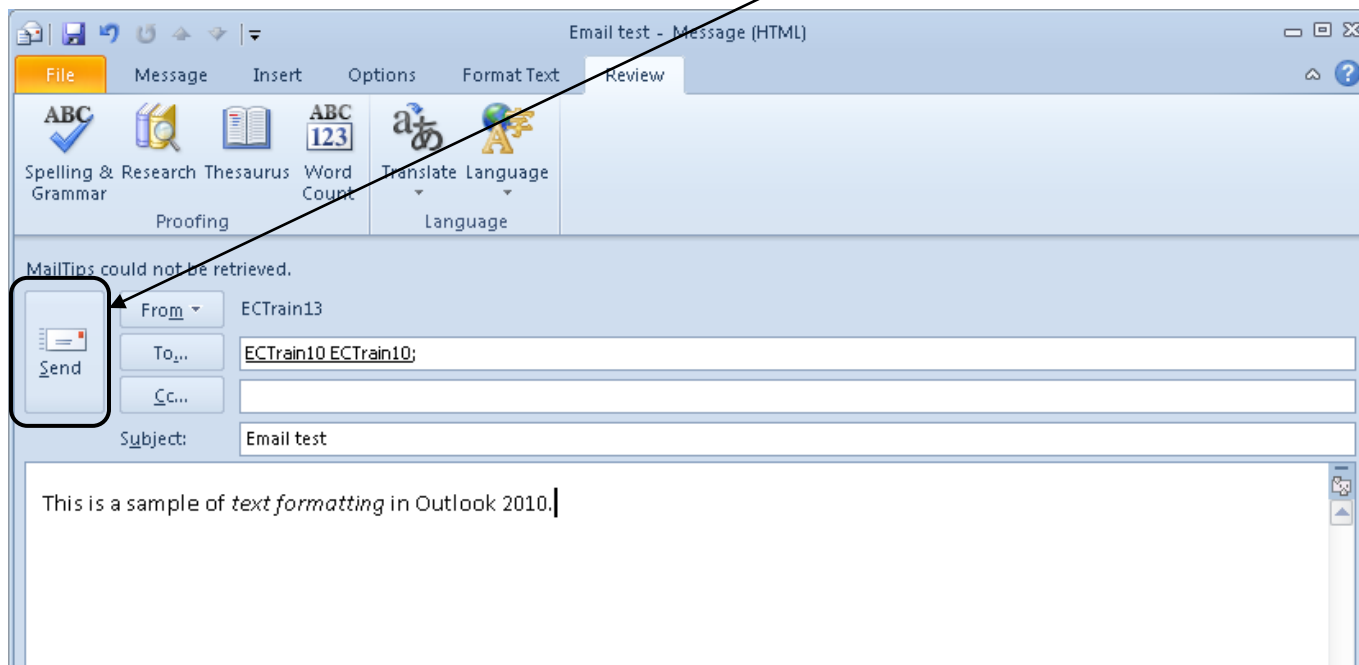 Email test - Message (HTML)
File Message Insert Options Format Text Review
ABC ABC 123 aあ A
Spelling & Grammar Research Thesaurus Word Count Translate Language
Proofing Language
MailTips could not be retrieved.
From ECTrain13
Send To... ECTrain10 ECTrain10;
Cc...
Subject: Email test
This is a sample of text formatting in Outlook 2010.